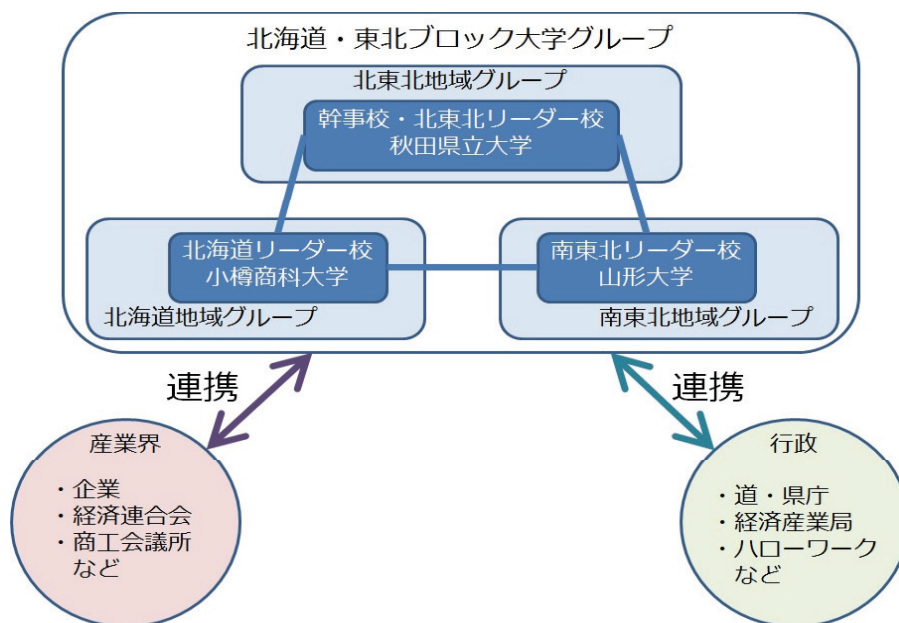 北海道・東北ブロック大学グループ
北東北地域グループ
幹事校・北東北リーダー校
秋田県立大学
北海道リーダー校
小樽商科大学
北海道地域グループ
南東北リーダー校
山形大学
南東北地域グループ
連携
連携
産業界
・企業
・経済連合会
・商工会議所
など
行政
・道・県庁
・経済産業局
・ハローワーク
など